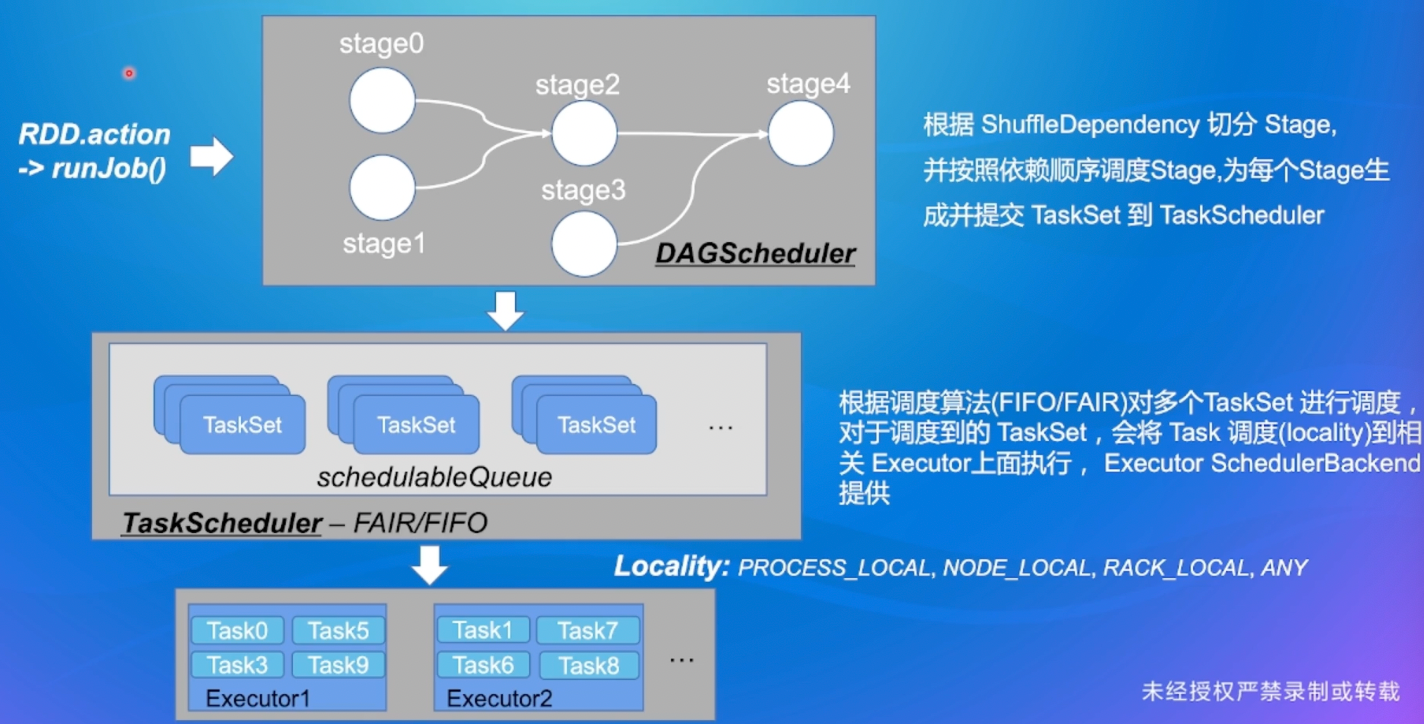 RDD.action
-> runJob()
stage0
stage1
stage2
stage3
stage4
DAGScheduler
根据 ShuffleDependency 切分 Stage,
并按照依赖顺序调度Stage,为每个Stage生
成并提交 TaskSet 到 TaskScheduler
TaskSet
TaskSet
TaskSet
...
schedulableQueue
TaskScheduler – FAIR/FIFO
根据调度算法(FIFO/FAIR)对多个TaskSet 进行调度，
对于调度到的 TaskSet，会将 Task 调度(locality)到相
关 Executor上面执行， Executor SchedulerBackend
提供
Locality: PROCESS_LOCAL, NODE_LOCAL, RACK_LOCAL, ANY
Task0 Task5
Task3 Task9
Executor1
Task1 Task7
Task6 Task8
Executor2
...
未经授权严禁录制或转载